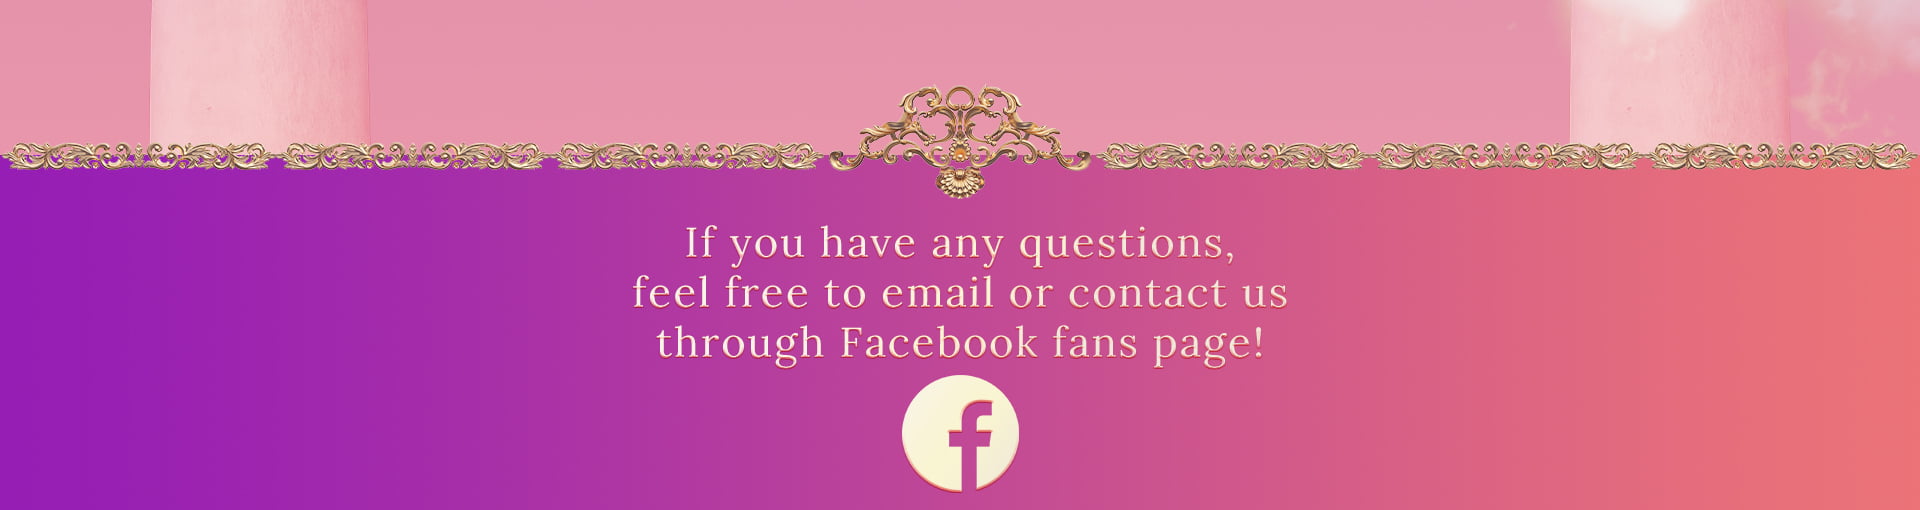 If you have any questions,
feel free to email or contact us
through Facebook fans page!